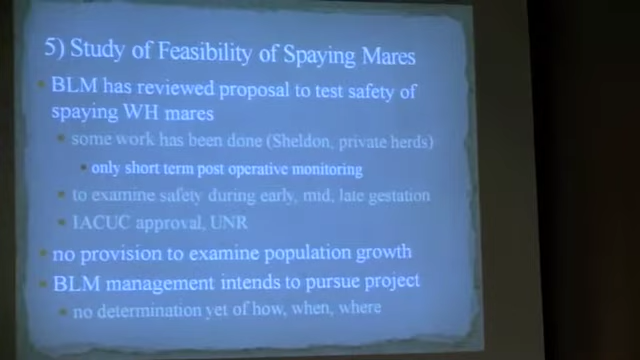 5) Study of Feasibility of Spaying Mares
BLM has reviewed proposal to test safety of
spaying WH mares
some work has been done (Sheldon, private herds)
only short term post operative monitoring
to examine safety during early, mid, late gestation
IACUC approval, UNR
no provision to examine population growth
BLM management intends to pursue project
no determination yet of how, when, where